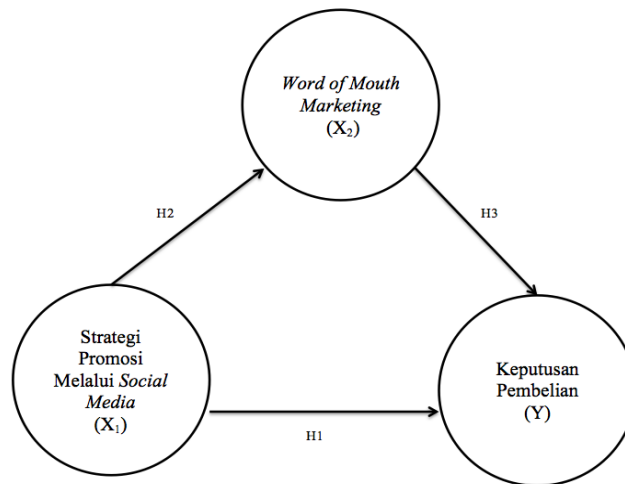 Word of Mouth
Marketing
(X₂)
H2
H3
Strategi
Promosi
Melalui Social
Media
(X₁)
Keputusan
Pembelian
(Y)
H1